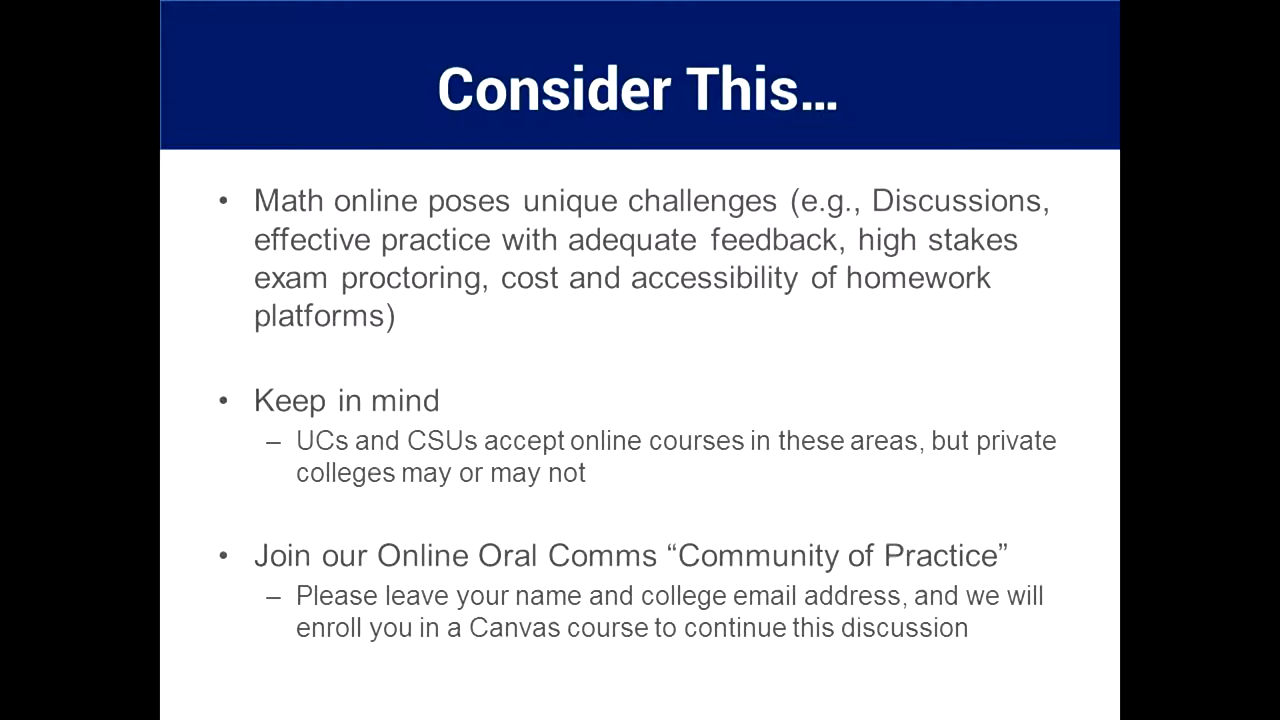 Consider This...
• Math online poses unique challenges (e.g., Discussions,
effective practice with adequate feedback, high stakes
exam proctoring, cost and accessibility of homework
platforms)
• Keep in mind
– UCs and CSUs accept online courses in these areas, but private
colleges may or may not
• Join our Online Oral Comms “Community of Practice”
– Please leave your name and college email address, and we will
enroll you in a Canvas course to continue this discussion